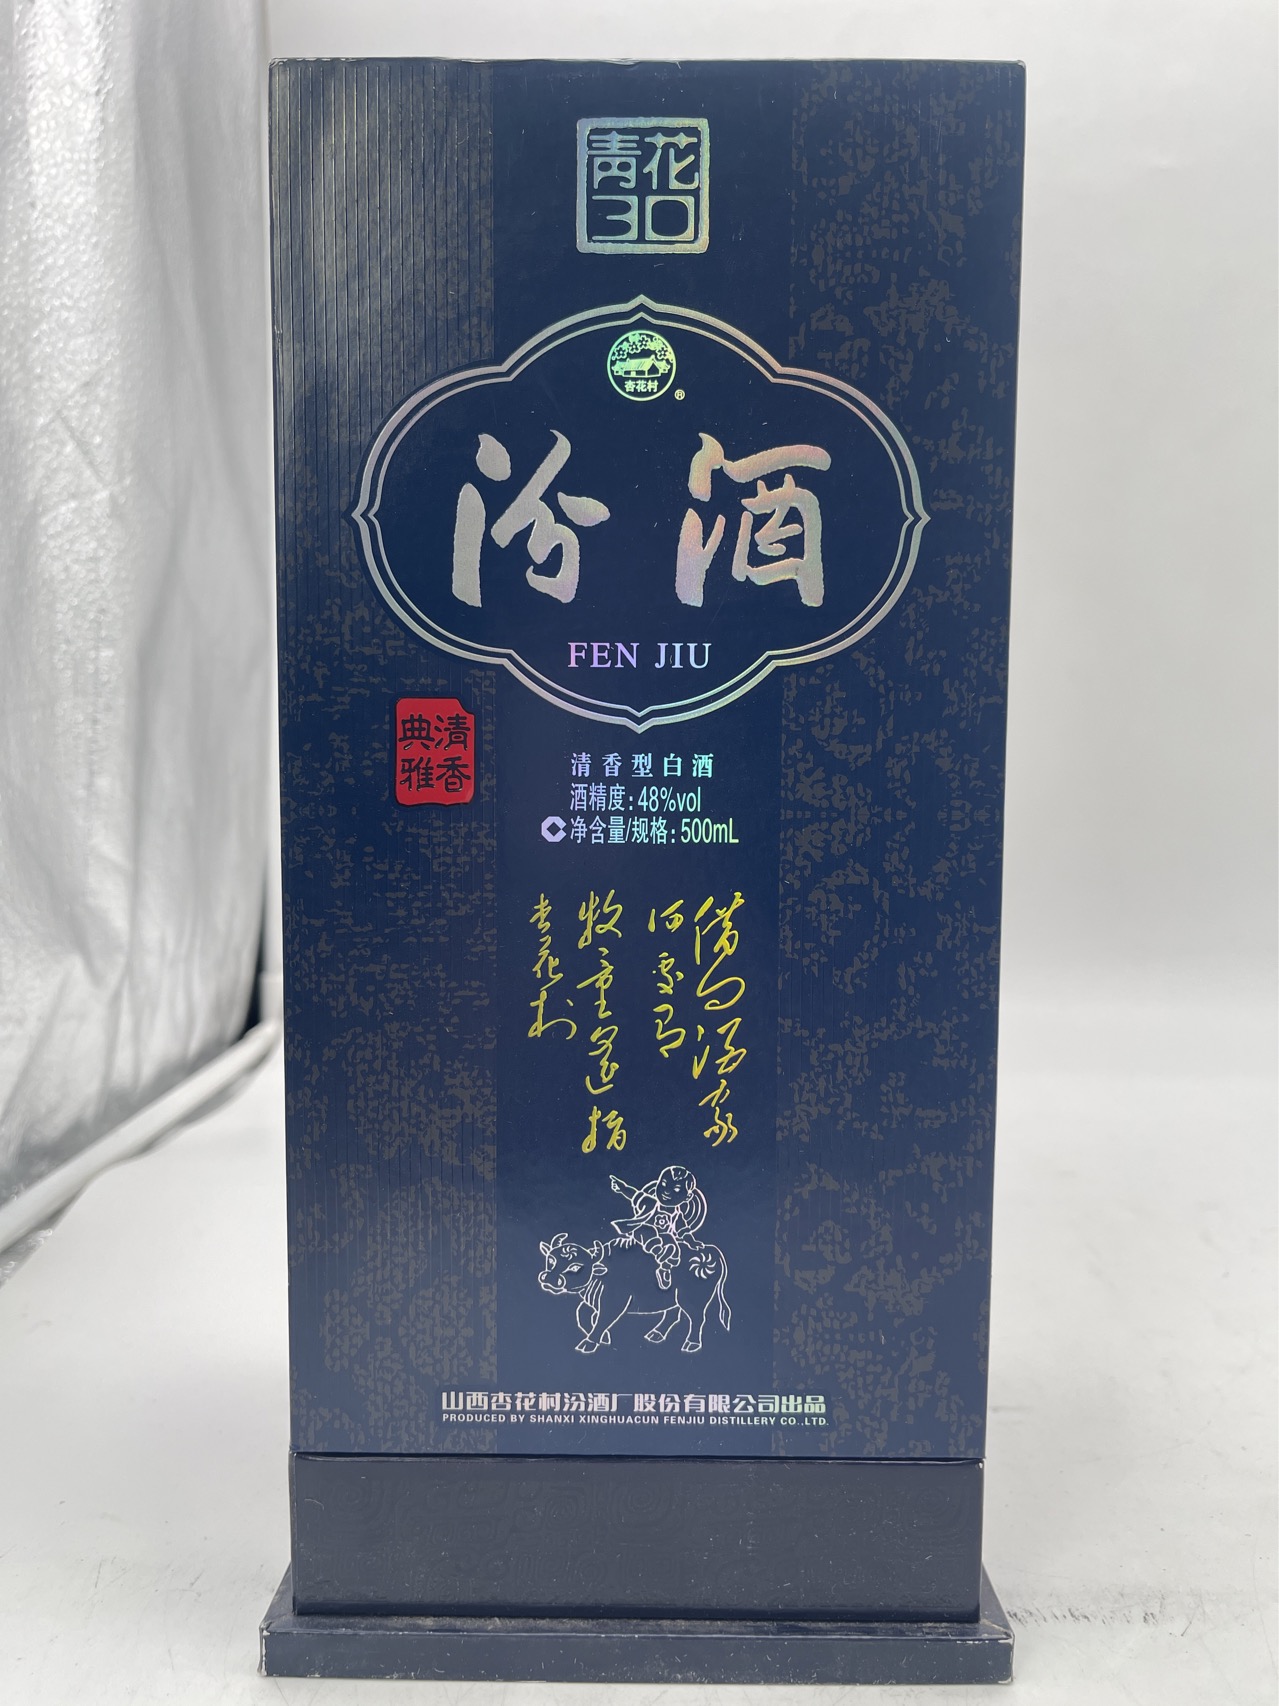 青花
30
杏花村
®
汾酒
FEN JIU
清香
典雅
清香型白酒
酒精度:48%vol
净含量/规格:500mL
借问酒家
何处有
牧童遥指
杏花村
山西杏花村汾酒厂股份有限公司出品
PRODUCED BY SHANXI XINGHUACUN FENJIU DISTILLERY CO.,LTD.